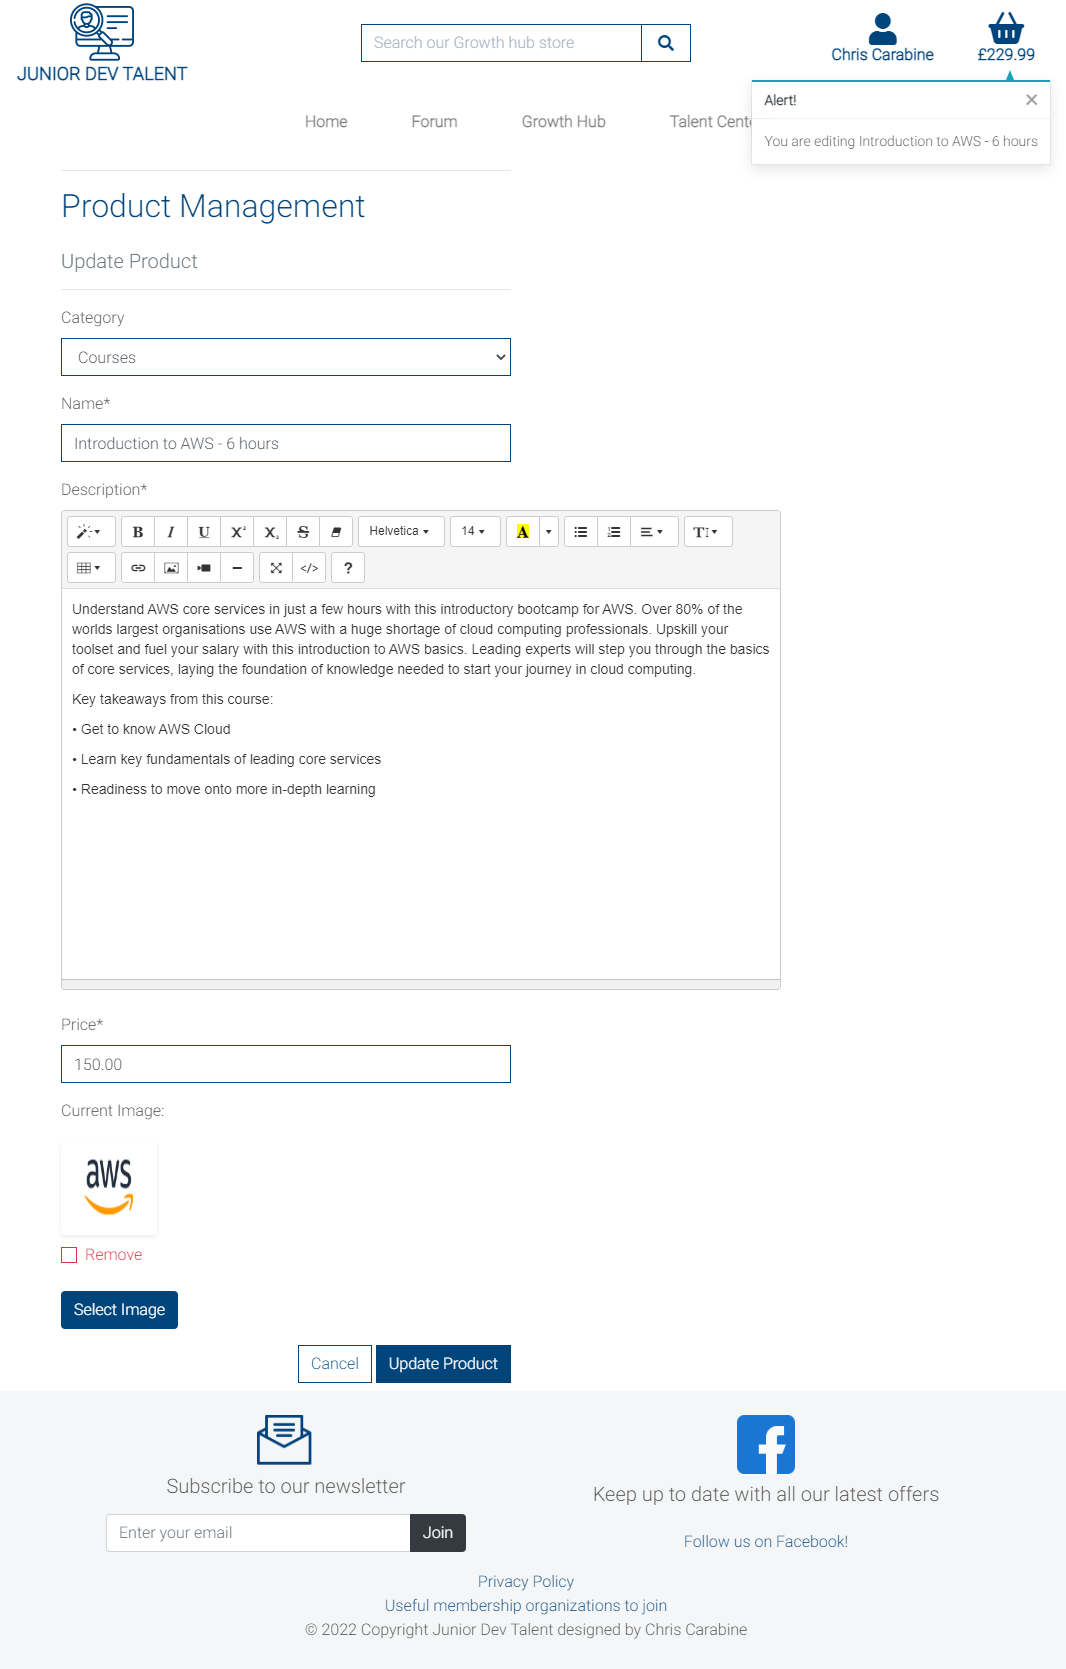 JUNIOR DEV TALENT
Search our Growth hub store
Chris Carabine
£229.99
Alert!
You are editing Introduction to AWS - 6 hours
Home
Forum
Growth Hub
Talent Cent
Product Management
Update Product
Category
Courses
Name*
Introduction to AWS - 6 hours
Description*
B I U X² X₂ S Helvetica 14 A TI
</> ?
Understand AWS core services in just a few hours with this introductory bootcamp for AWS. Over 80% of the
worlds largest organisations use AWS with a huge shortage of cloud computing professionals. Upskill your
toolset and fuel your salary with this introduction to AWS basics. Leading experts will step you through the basics
of core services, laying the foundation of knowledge needed to start your journey in cloud computing.
Key takeaways from this course:
• Get to know AWS Cloud
• Learn key fundamentals of leading core services
• Readiness to move onto more in-depth learning
Price*
150.00
Current Image:
aws
Remove
Select Image
Cancel
Update Product
Subscribe to our newsletter
Enter your email
Join
Keep up to date with all our latest offers
Follow us on Facebook!
Privacy Policy
Useful membership organizations to join
© 2022 Copyright Junior Dev Talent designed by Chris Carabine